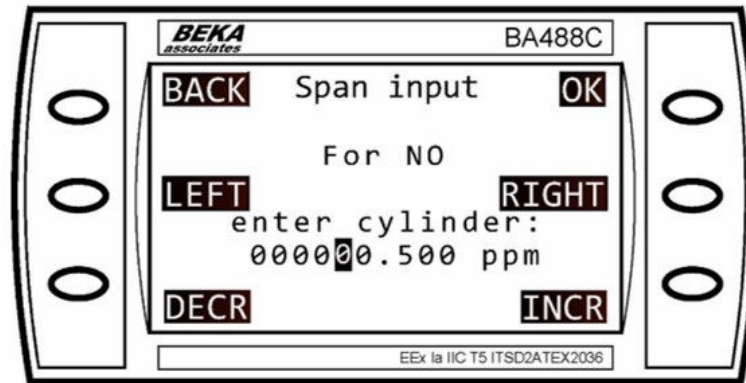 BEKA
associates
BA488C
BACK Span input OK
For NO
LEFT RIGHT
enter cylinder:
000000.500 ppm
DECR INCR
EEx Ia IIC T5 ITSD2ATEX2036